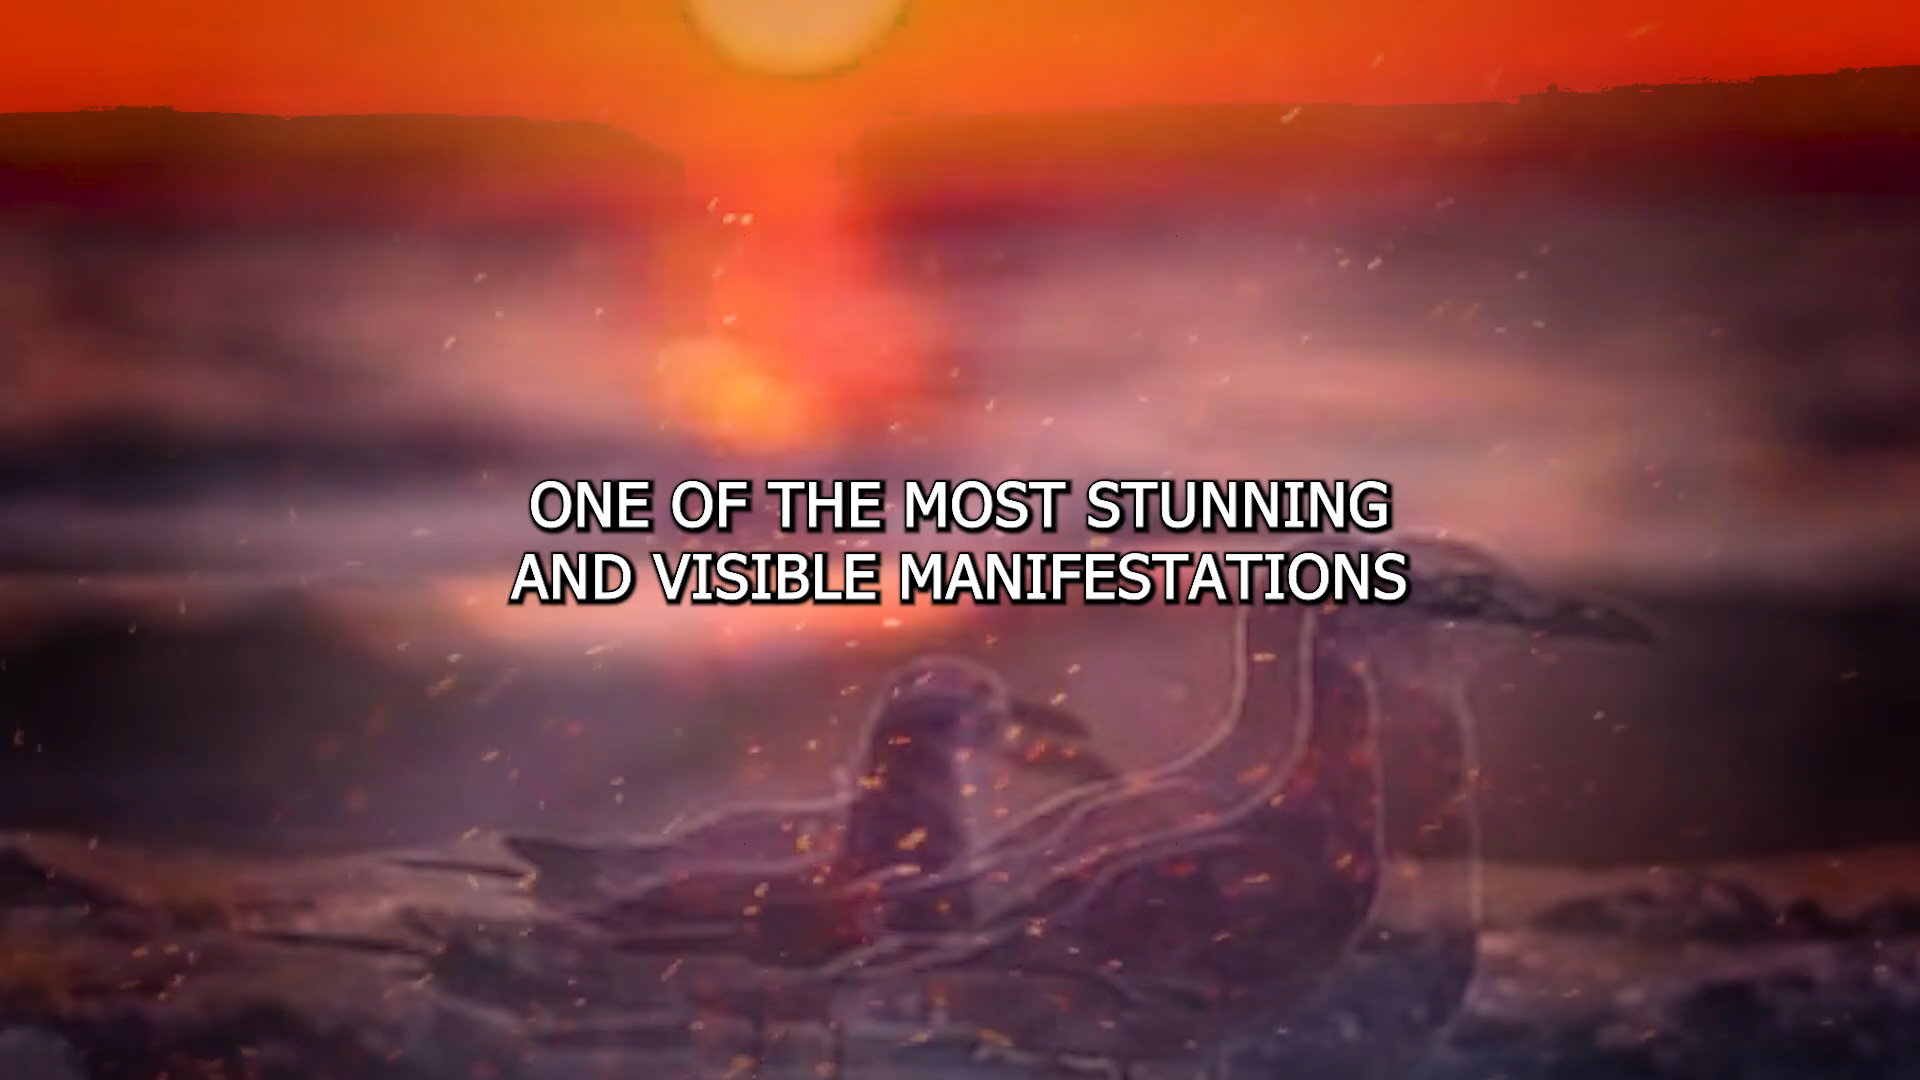 ONE OF THE MOST STUNNING
AND VISIBLE MANIFESTATIONS